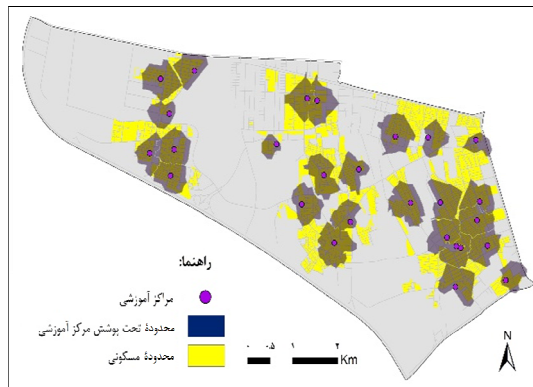 راهنما:
مراکز آموزشی
محدودهٔ تحت پوشش مرکز آموزشی
محدودهٔ مسکونی
۰ ۰.۵ ۱ ۲
Km
N